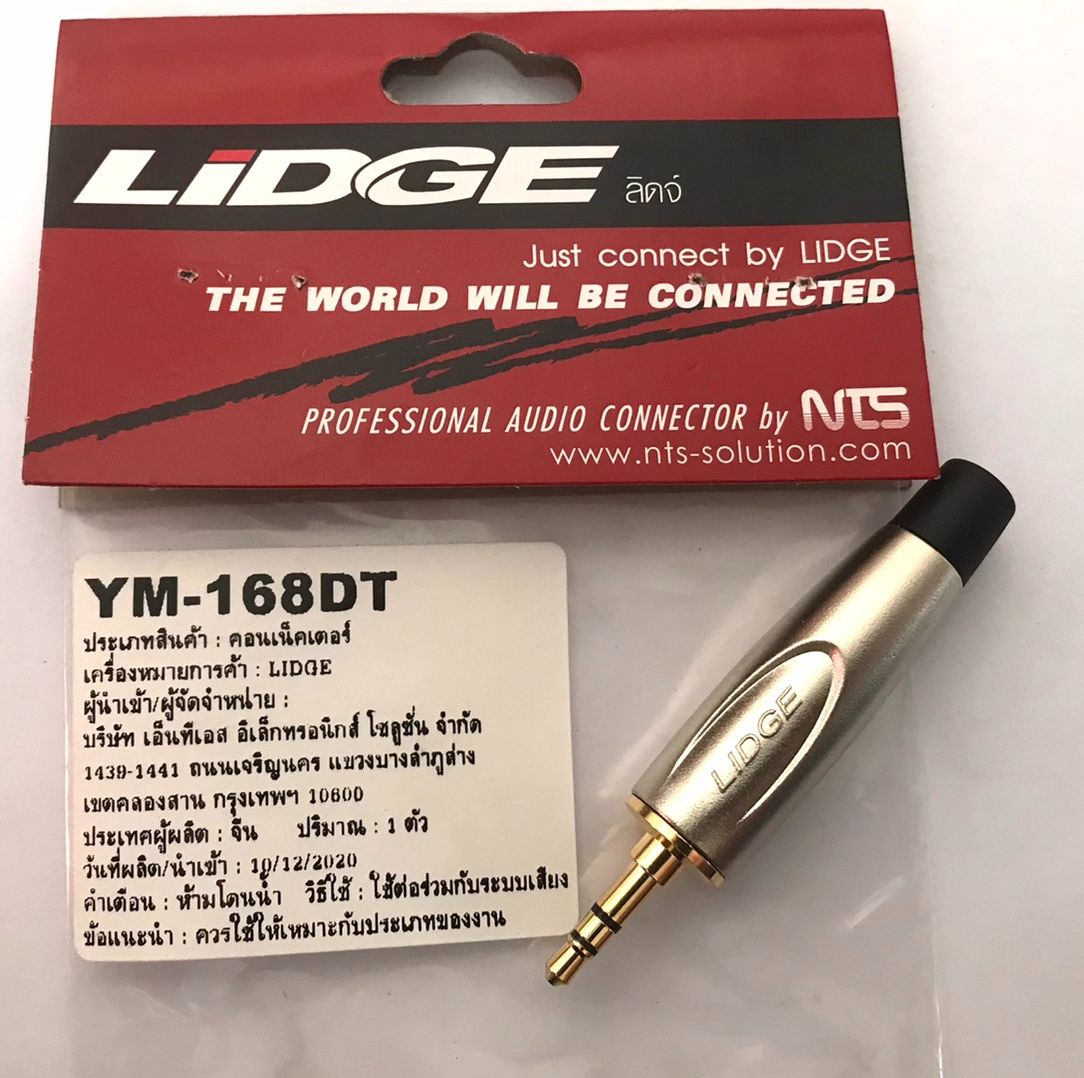 LiDGE ลิดจ์
Just connect by LIDGE
THE WORLD WILL BE CONNECTED
PROFESSIONAL AUDIO CONNECTOR by NTS
www.nts-solution.com
YM-168DT
ประเภทสินค้า : คอนเน็คเตอร์
เครื่องหมายการค้า : LIDGE
ผู้นำเข้า/ผู้จัดจำหน่าย :
บริษัท เอ็นทีเอส อิเล็กทรอนิกส์ โซลูชั่น จำกัด
1439-1441 ถนนเจริญนคร แขวงบางลำภูล่าง
เขตคลองสาน กรุงเทพฯ 10600
ประเทศผู้ผลิต : จีน ปริมาณ : 1 ตัว
วันที่ผลิต/นำเข้า : 10/12/2020
คำเตือน : ห้ามโดนน้ำ วิธีใช้ : ใช้ต่อร่วมกับระบบเสียง
ข้อแนะนำ : ควรใช้ให้เหมาะกับประเภทของงาน
LIDGE